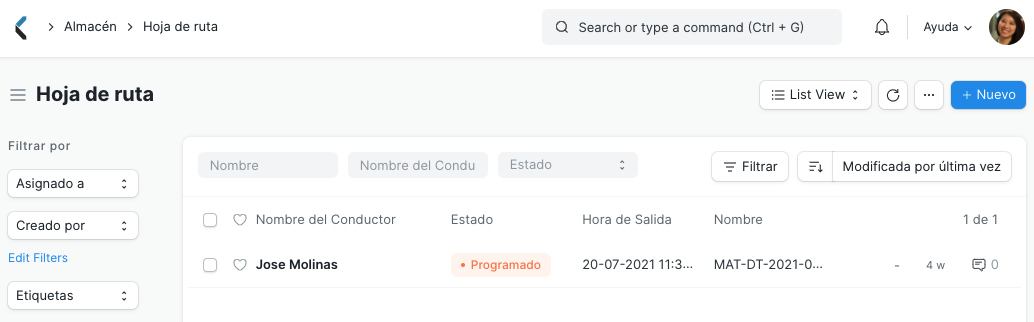 Almacén Hoja de ruta Search or type a command (Ctrl + G) Ayuda
Hoja de ruta List View ... + Nuevo
Filtrar por
Nombre Nombre del Condu Estado Filtrar Modificada por última vez
Asignado a
Creado por
Nombre del Conductor Estado Hora de Salida Nombre 1 de 1
Edit Filters
Jose Molinas • Programado 20-07-2021 11:3... MAT-DT-2021-0... - 4 w 0
Etiquetas